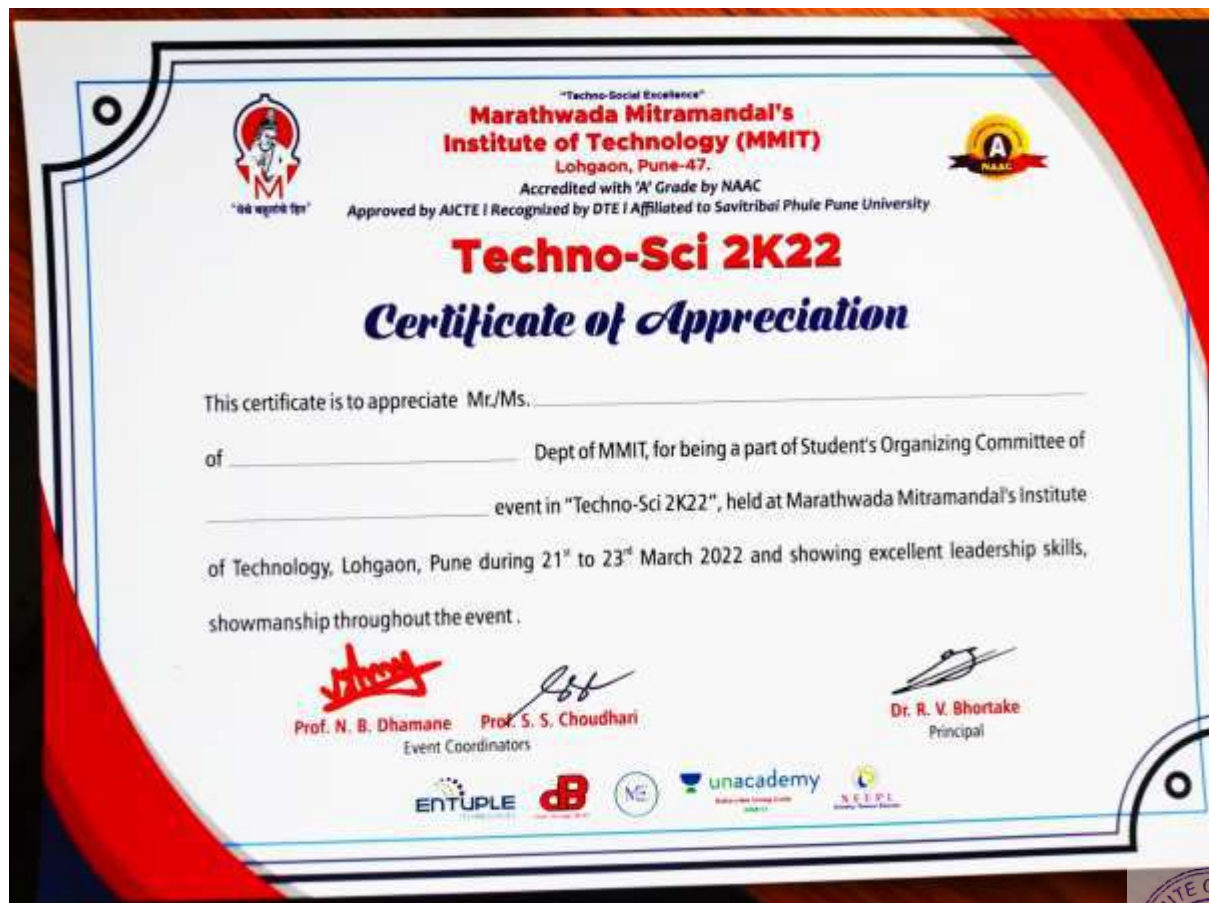 "Techno-Social Excellence"
Marathwada Mitramandal's
Institute of Technology (MMIT)
Lohgaon, Pune-47.
Accredited with 'A' Grade by NAAC
Approved by AICTE I Recognized by DTE I Affiliated to Savitribai Phule Pune University
M
"येथे बहुतांचे हित"
A
NAAC
Techno-Sci 2K22
Certificate of Appreciation
This certificate is to appreciate Mr./Ms.
of Dept of MMIT, for being a part of Student's Organizing Committee of
event in "Techno-Sci 2K22", held at Marathwada Mitramandal's Institute
of Technology, Lohgaon, Pune during 21st to 23rd March 2022 and showing excellent leadership skills,
showmanship throughout the event .
Prof. N. B. Dhamane Prof. S. S. Choudhari Dr. R. V. Bhortake
Event Coordinators Principal
ENTUPLE dB ME unacademy NEUPL